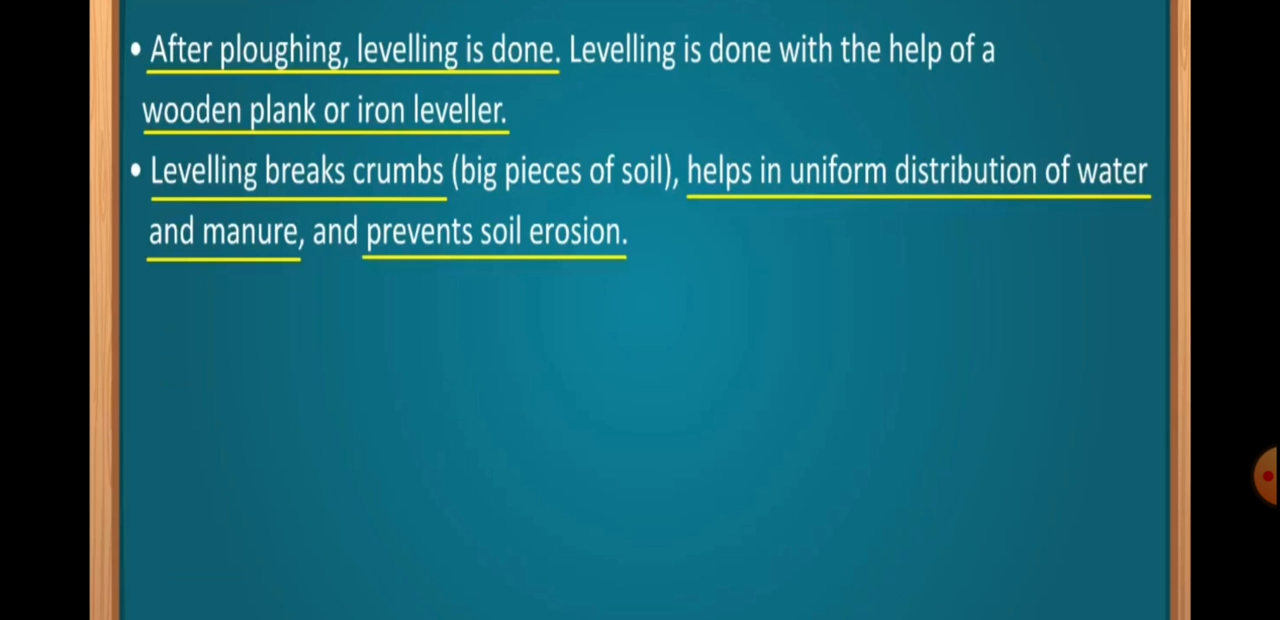 • After ploughing, levelling is done. Levelling is done with the help of a
wooden plank or iron leveller.
• Levelling breaks crumbs (big pieces of soil), helps in uniform distribution of water
and manure, and prevents soil erosion.